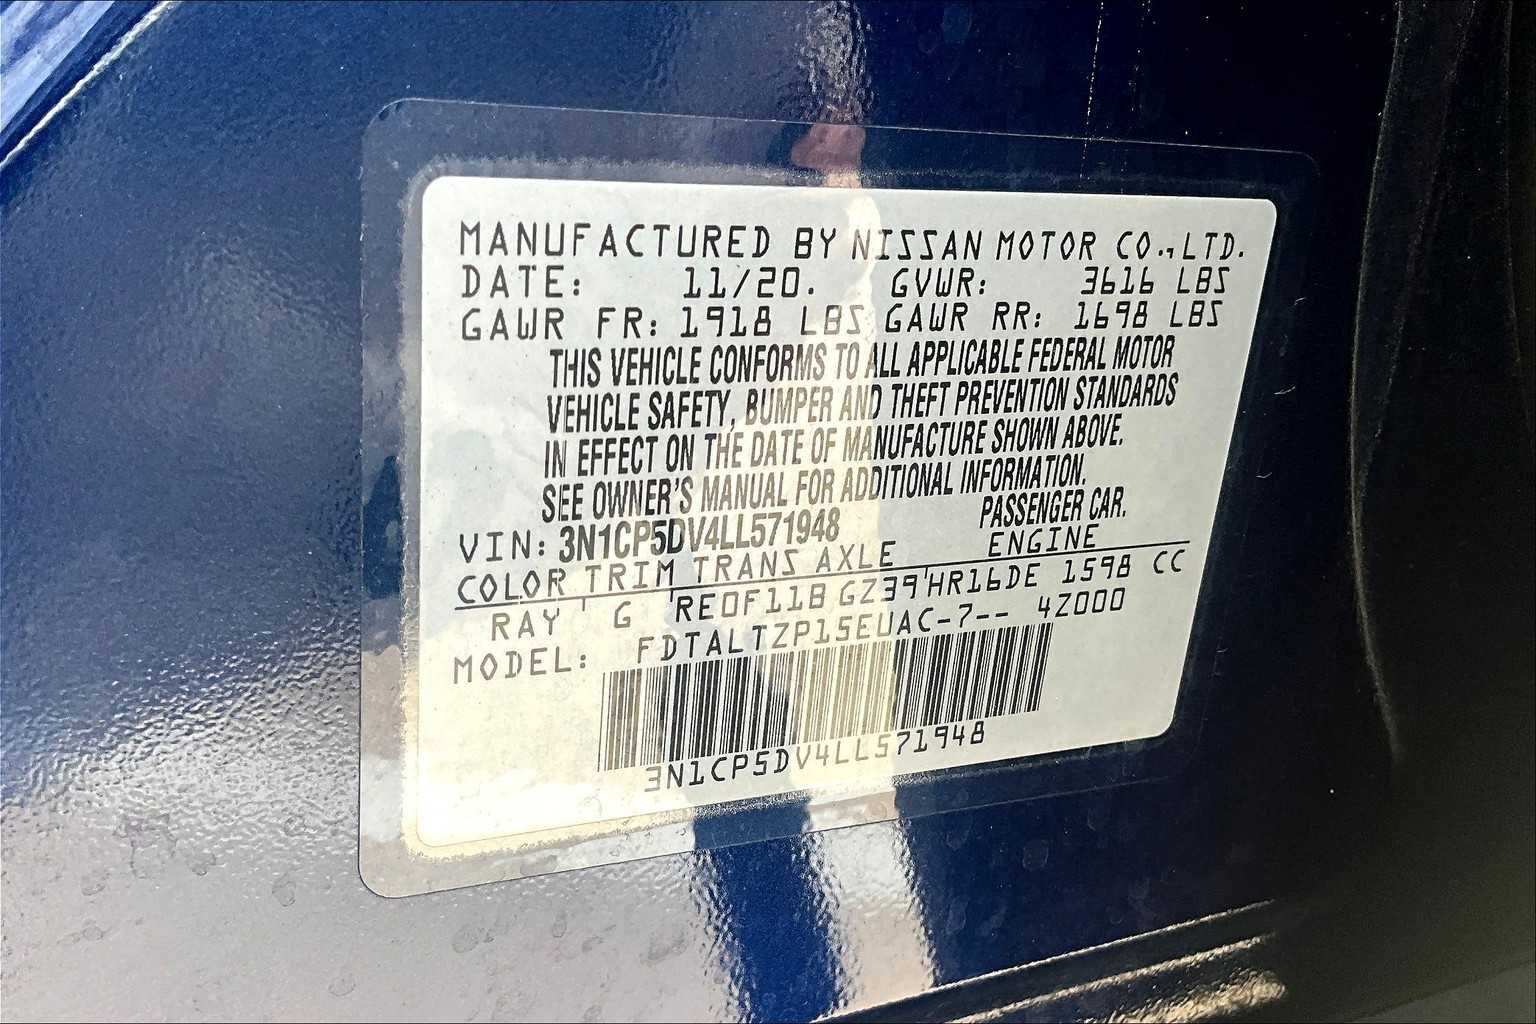 MANUFACTURED BY NISSAN MOTOR CO.,LTD.
DATE: 11/20. GVWR: 3616 LBS
GAWR FR: 1918 LBS GAWR RR: 1698 LBS
THIS VEHICLE CONFORMS TO ALL APPLICABLE FEDERAL MOTOR
VEHICLE SAFETY, BUMPER AND THEFT PREVENTION STANDARDS
IN EFFECT ON THE DATE OF MANUFACTURE SHOWN ABOVE.
SEE OWNER'S MANUAL FOR ADDITIONAL INFORMATION.
VIN: 3N1CP5DV4LL571948 PASSENGER CAR.
COLOR TRIM TRANS AXLE ENGINE
RAY G RE0F11B GZ39 HR16DE 1598 CC
MODEL: FDTALTZP15EUAC-7-- 4Z000
3N1CP5DV4LL571948